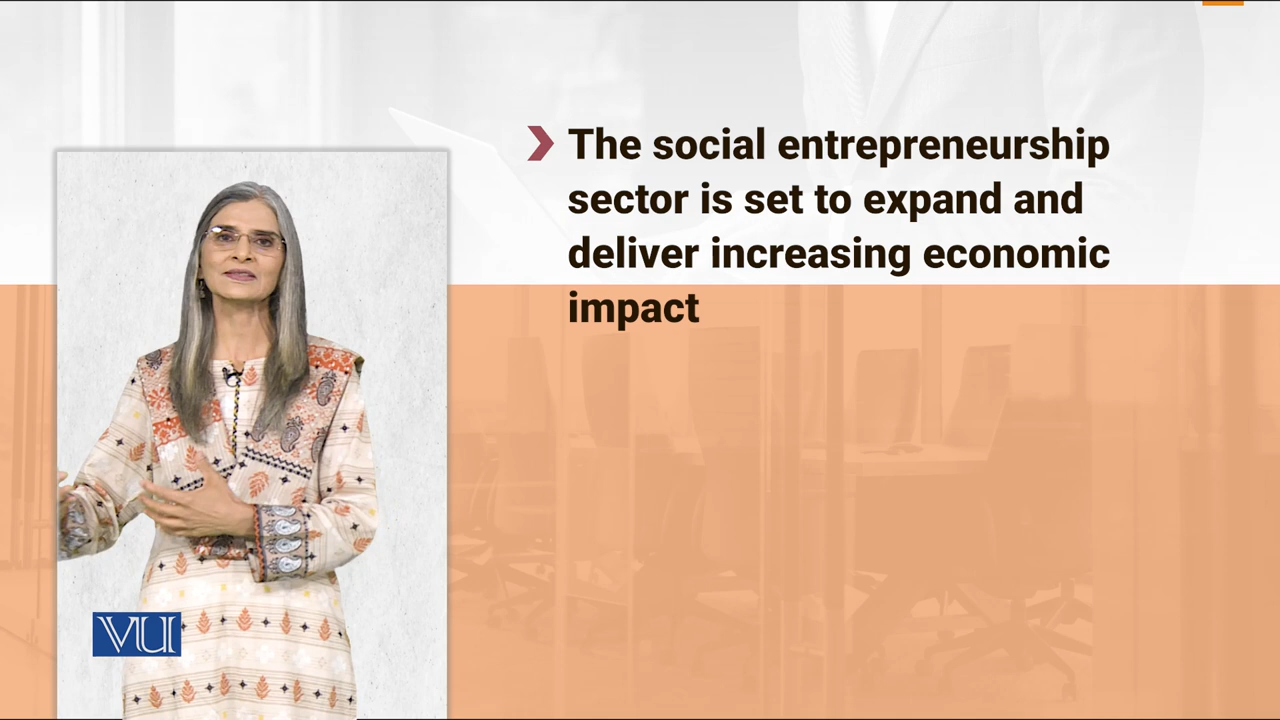 The social entrepreneurship
sector is set to expand and
deliver increasing economic
impact
VU